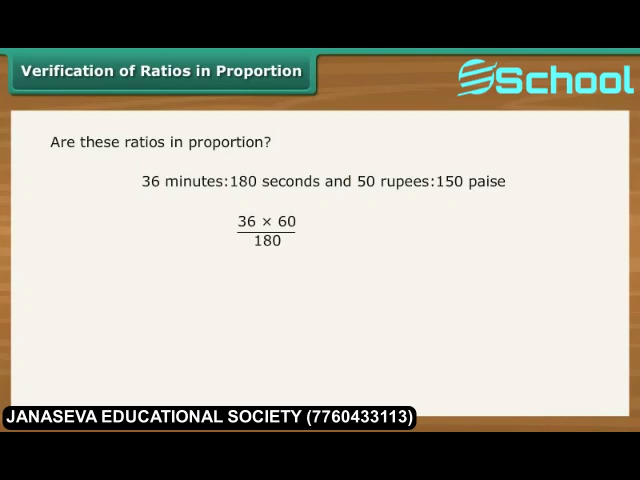 Verification of Ratios in Proportion
School
Are these ratios in proportion?
36 minutes:180 seconds and 50 rupees:150 paise
36 × 60
180
JANASEVA EDUCATIONAL SOCIETY (7760433113)